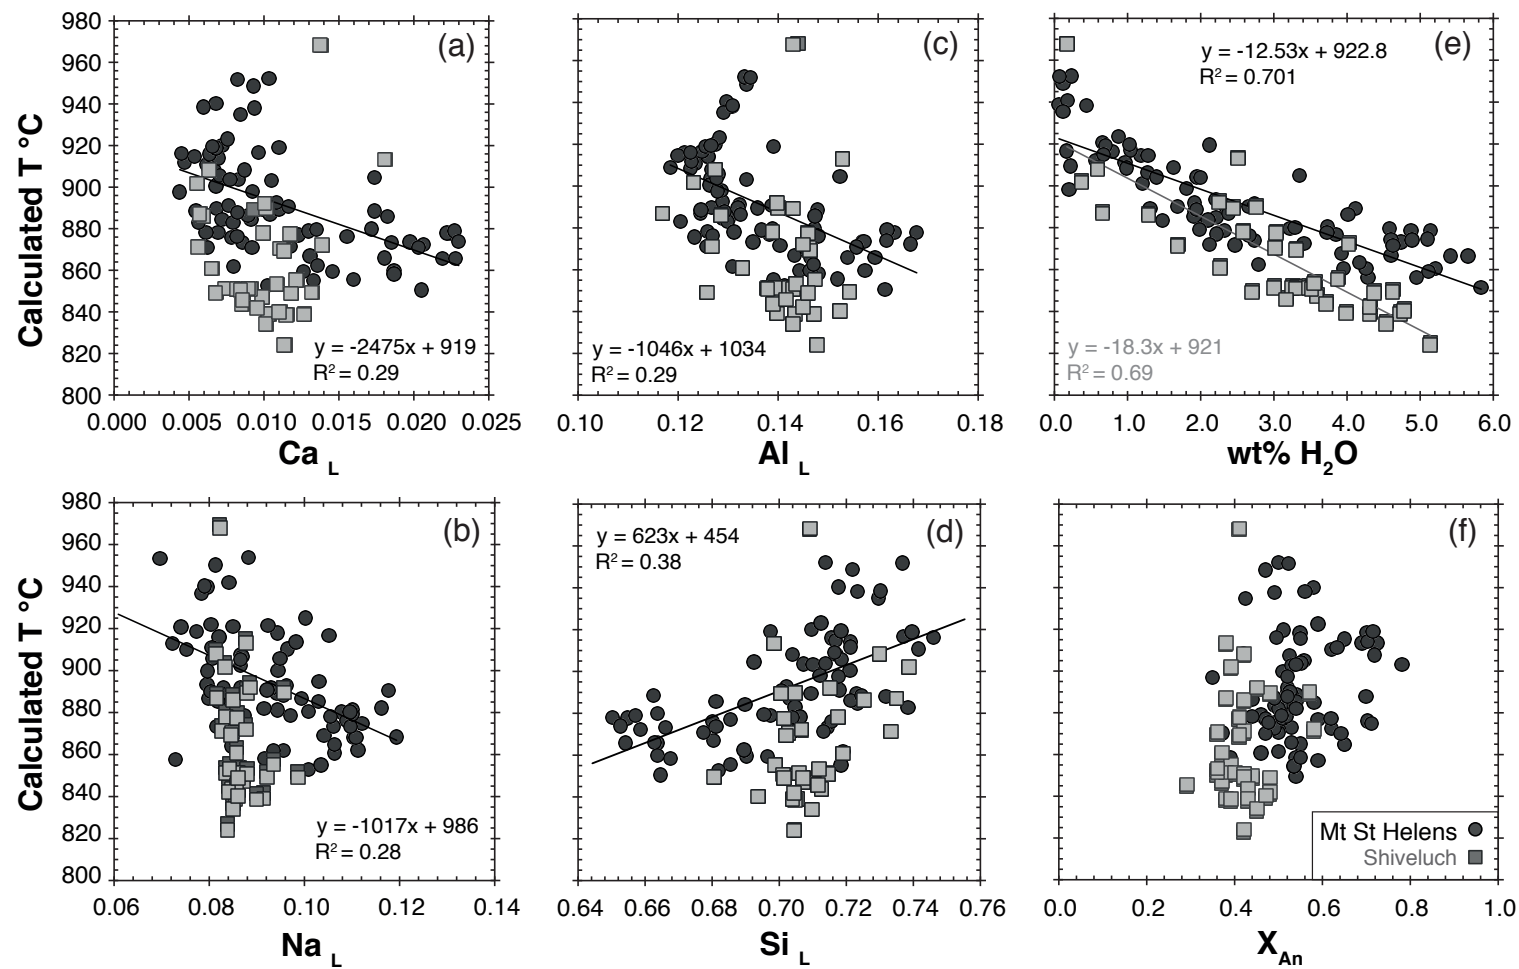 Calculated T °C
980
960
940
920
900
880
860
840
820
800
(a)
y = -2475x + 919
R² = 0.29
0.000 0.005 0.010 0.015 0.020 0.025
Ca L
(c)
y = -1046x + 1034
R² = 0.29
0.10 0.12 0.14 0.16 0.18
Al L
(e)
y = -12.53x + 922.8
R² = 0.701
y = -18.3x + 921
R² = 0.69
0.0 1.0 2.0 3.0 4.0 5.0 6.0
wt% H₂O
Calculated T °C
980
960
940
920
900
880
860
840
820
800
(b)
y = -1017x + 986
R² = 0.28
0.06 0.08 0.10 0.12 0.14
Na L
(d)
y = 623x + 454
R² = 0.38
0.64 0.66 0.68 0.70 0.72 0.74 0.76
Si L
(f)
Mt St Helens
Shiveluch
0.0 0.2 0.4 0.6 0.8 1.0
X An